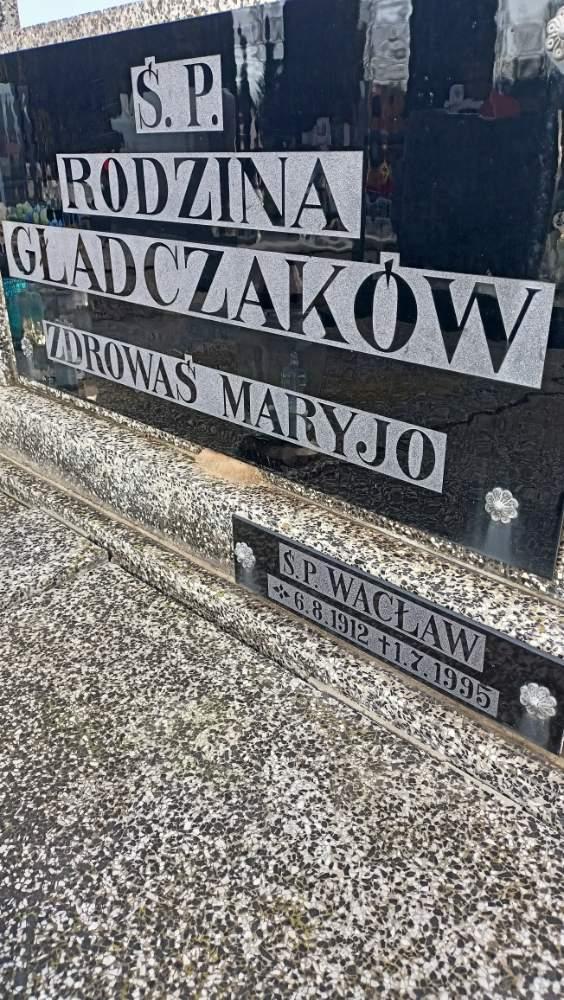 Ś. P.
RODZINA
GŁADCZAKÓW
ZDROWAŚ MARYJO
Ś.P. WACŁAW
✣ 6.8.1912 ✝1.7.1995